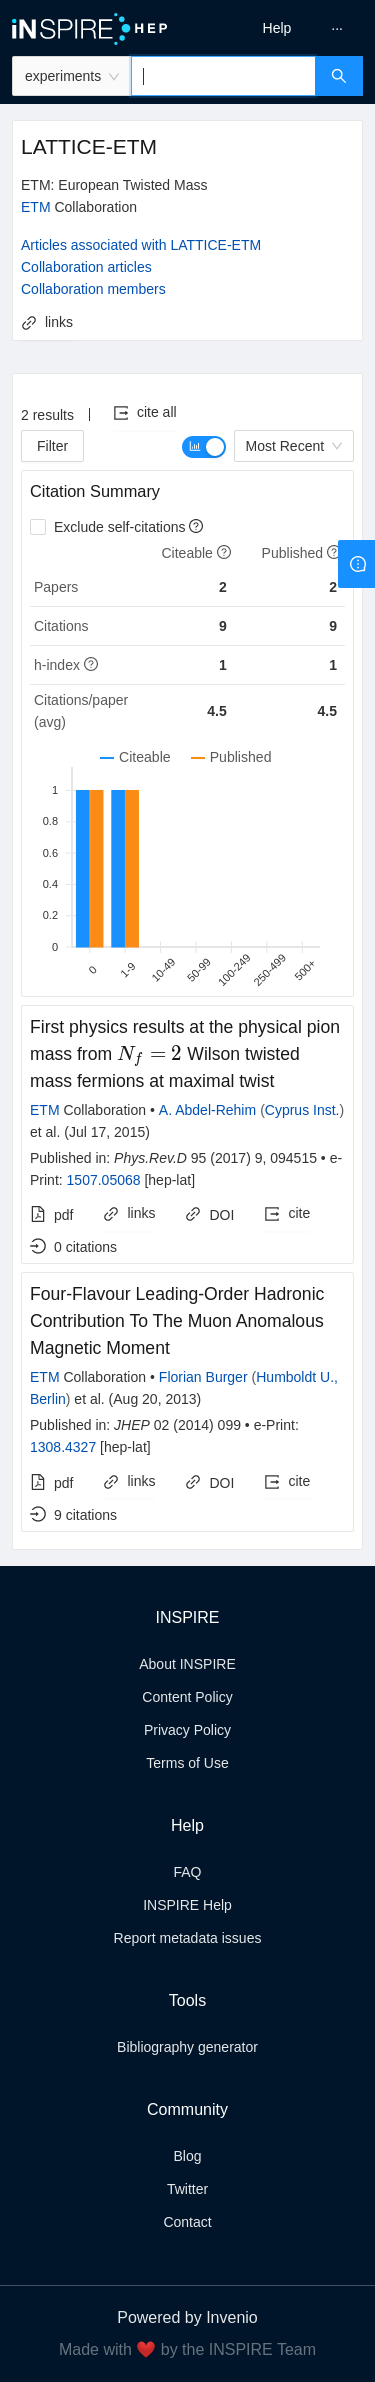 iNSPIRE HEP
Help
...
experiments
LATTICE-ETM
ETM: European Twisted Mass
ETM Collaboration
Articles associated with LATTICE-ETM
Collaboration articles
Collaboration members
links
2 results | cite all
Filter
Most Recent
Citation Summary
Exclude self-citations
Citeable Published
Papers 2 2
Citations 9 9
h-index 1 1
Citations/paper
(avg) 4.5 4.5
Citeable Published
1
0.8
0.6
0.4
0.2
0
0 1-9 10-49 50-99 100-249 250-499 500+
First physics results at the physical pion
mass from N_f = 2 Wilson twisted
mass fermions at maximal twist
ETM Collaboration • A. Abdel-Rehim (Cyprus Inst.)
et al. (Jul 17, 2015)
Published in: Phys.Rev.D 95 (2017) 9, 094515 • e-
Print: 1507.05068 [hep-lat]
pdf links DOI cite
0 citations
Four-Flavour Leading-Order Hadronic
Contribution To The Muon Anomalous
Magnetic Moment
ETM Collaboration • Florian Burger (Humboldt U.,
Berlin) et al. (Aug 20, 2013)
Published in: JHEP 02 (2014) 099 • e-Print:
1308.4327 [hep-lat]
pdf links DOI cite
9 citations
INSPIRE
About INSPIRE
Content Policy
Privacy Policy
Terms of Use
Help
FAQ
INSPIRE Help
Report metadata issues
Tools
Bibliography generator
Community
Blog
Twitter
Contact
Powered by Invenio
Made with ❤️ by the INSPIRE Team